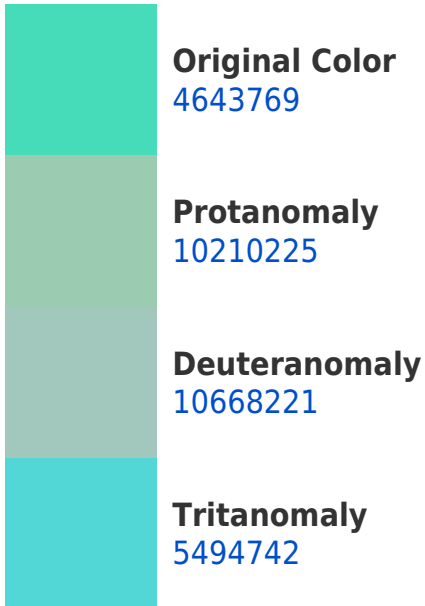 Original Color
4643769
Protanomaly
10210225
Deuteranomaly
10668221
Tritanomaly
5494742